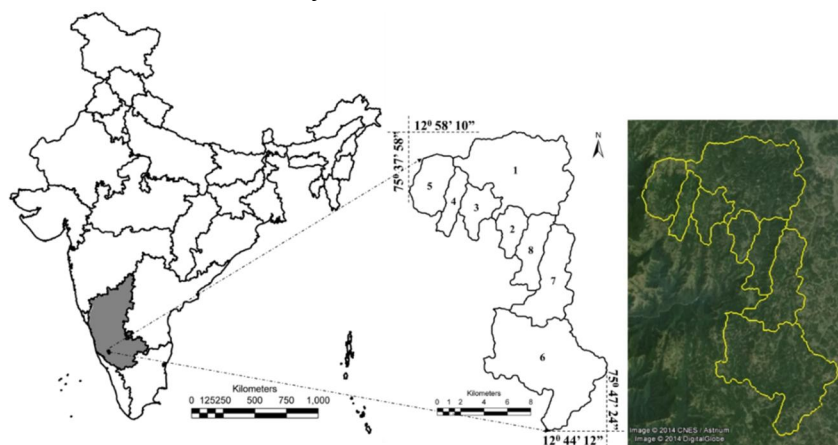 12⁰ 58' 10"
75⁰ 37' 58"
N
1
5
4
3
2
8
7
6
Kilometers
0 125250 500 750 1,000
Kilometers
0 1 2 4 6 8
75⁰ 47' 24"
12⁰ 44' 12"
Image © 2014 CNES / Astrium
Image © 2014 DigitalGlobe